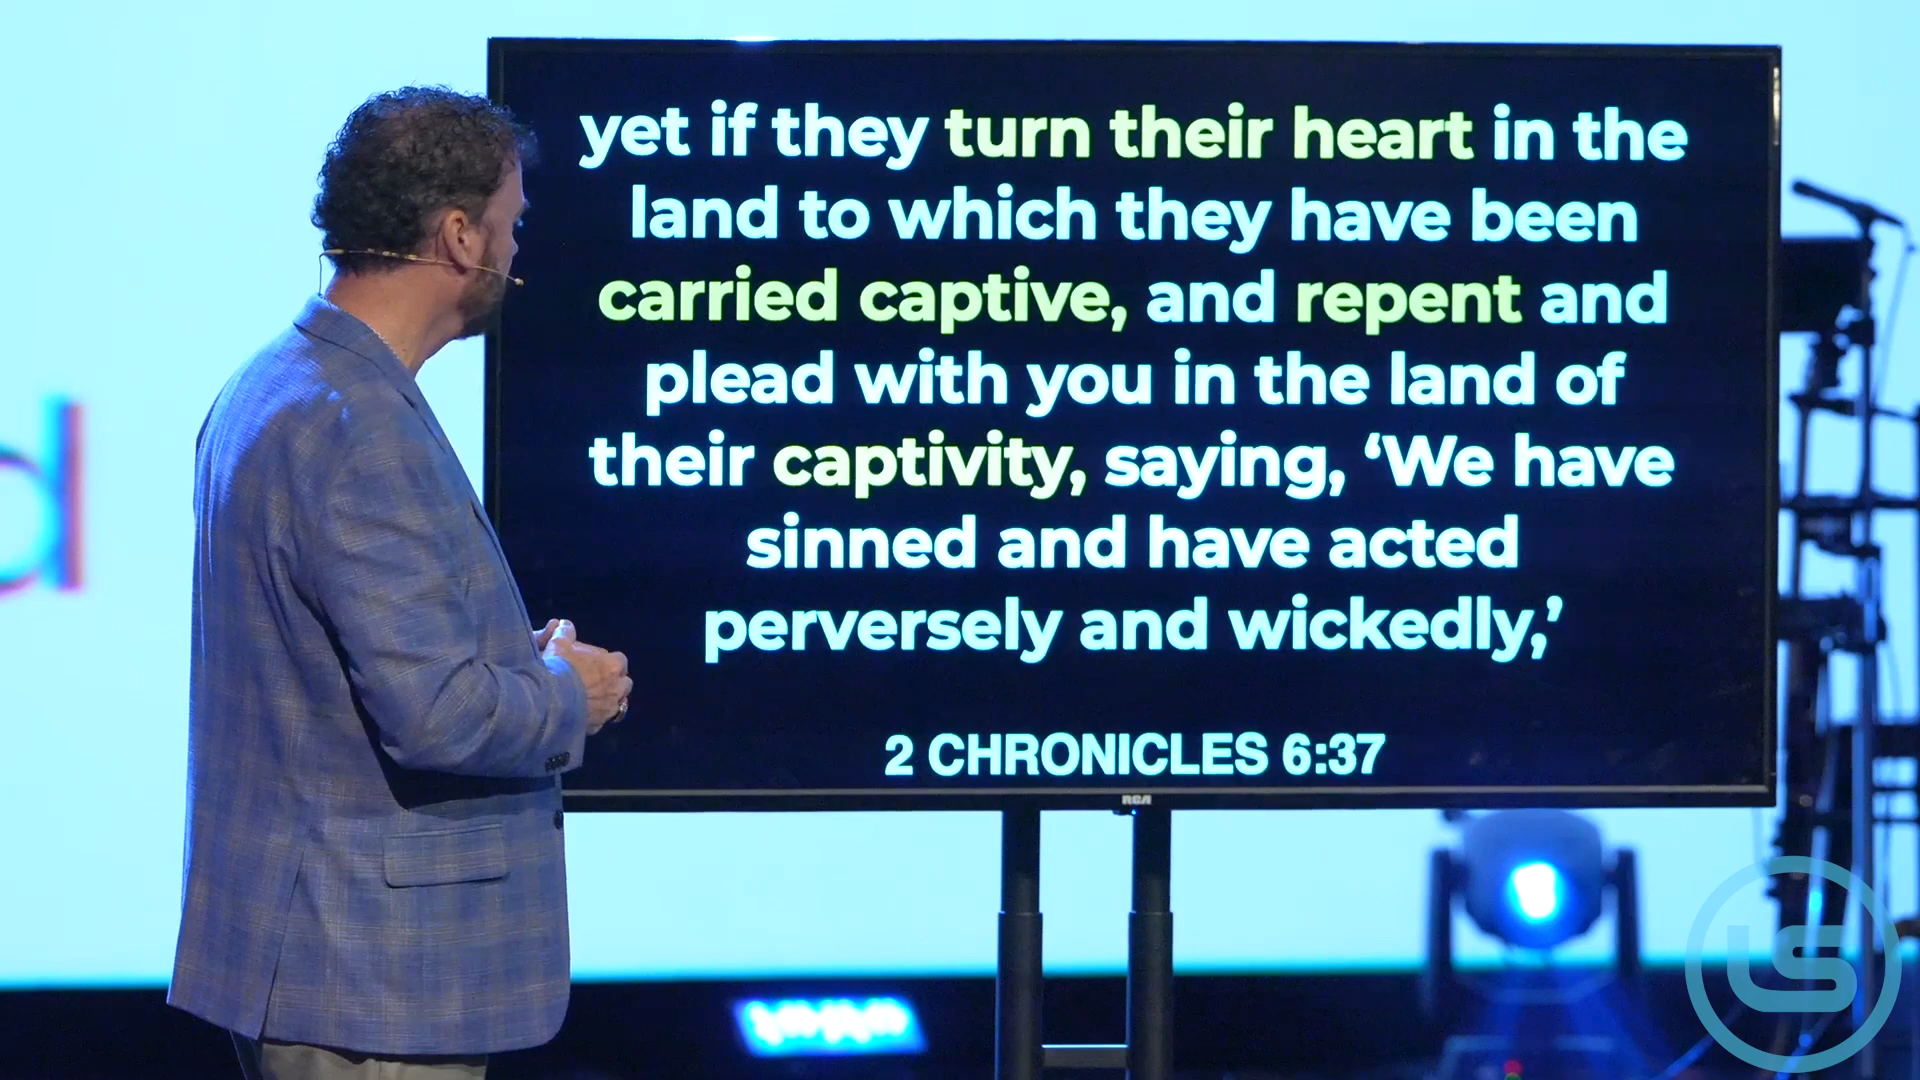 yet if they turn their heart in the
land to which they have been
carried captive, and repent and
plead with you in the land of
their captivity, saying, ‘We have
sinned and have acted
perversely and wickedly,’
2 CHRONICLES 6:37
RCA
d
LS